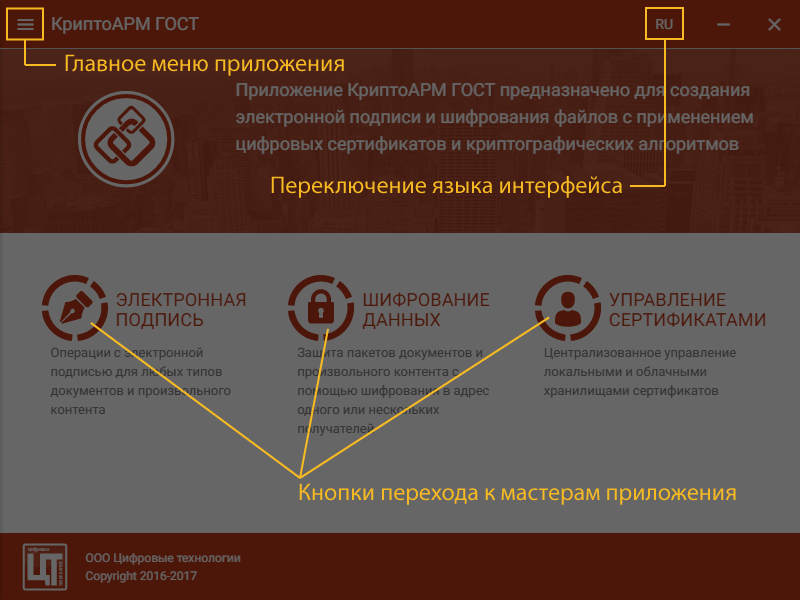 КриптоАРМ ГОСТ
RU
Главное меню приложения
Приложение КриптоАРМ ГОСТ предназначено для создания
электронной подписи и шифрования файлов с применением
цифровых сертификатов и криптографических алгоритмов
Переключение языка интерфейса
ЭЛЕКТРОННАЯ
ПОДПИСЬ
Операции с электронной
подписью для любых типов
документов и произвольного
контента
ШИФРОВАНИЕ
ДАННЫХ
Защита пакетов документов и
произвольного контента с
помощью шифрования в адрес
одного или нескольких
получателей
УПРАВЛЕНИЕ
СЕРТИФИКАТАМИ
Централизованное управление
локальными и облачными
хранилищами сертификатов
Кнопки перехода к мастерам приложения
ЦТ
ООО Цифровые технологии
Copyright 2016-2017